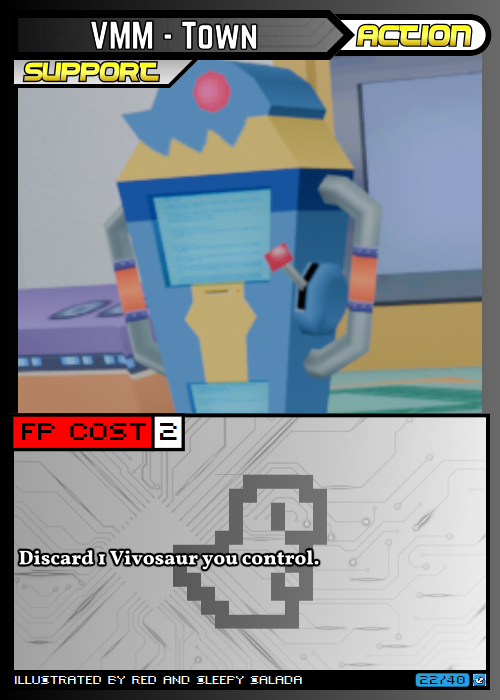 VMM - Town
ACTION
SUPPORT
FP COST 2
Discard 1 Vivosaur you control.
ILLUSTRATED BY RED AND SLEEPY SALADA
22/40